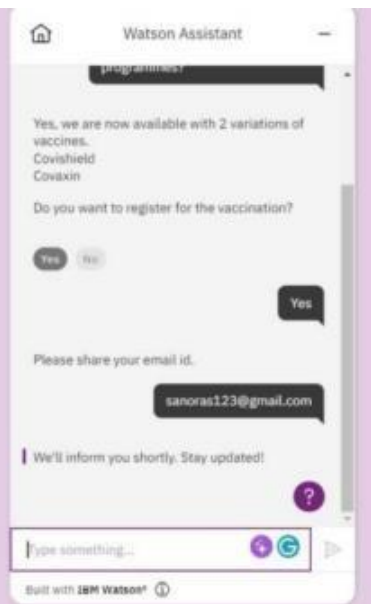 Watson Assistant
programmes?
Yes, we are now available with 2 variations of
vaccines.
Covishield
Covaxin
Do you want to register for the vaccination?
Yes No
Yes
Please share your email id.
sanoras123@gmail.com
We'll inform you shortly. Stay updated!
?
Type something...
G
Built with IBM Watson®